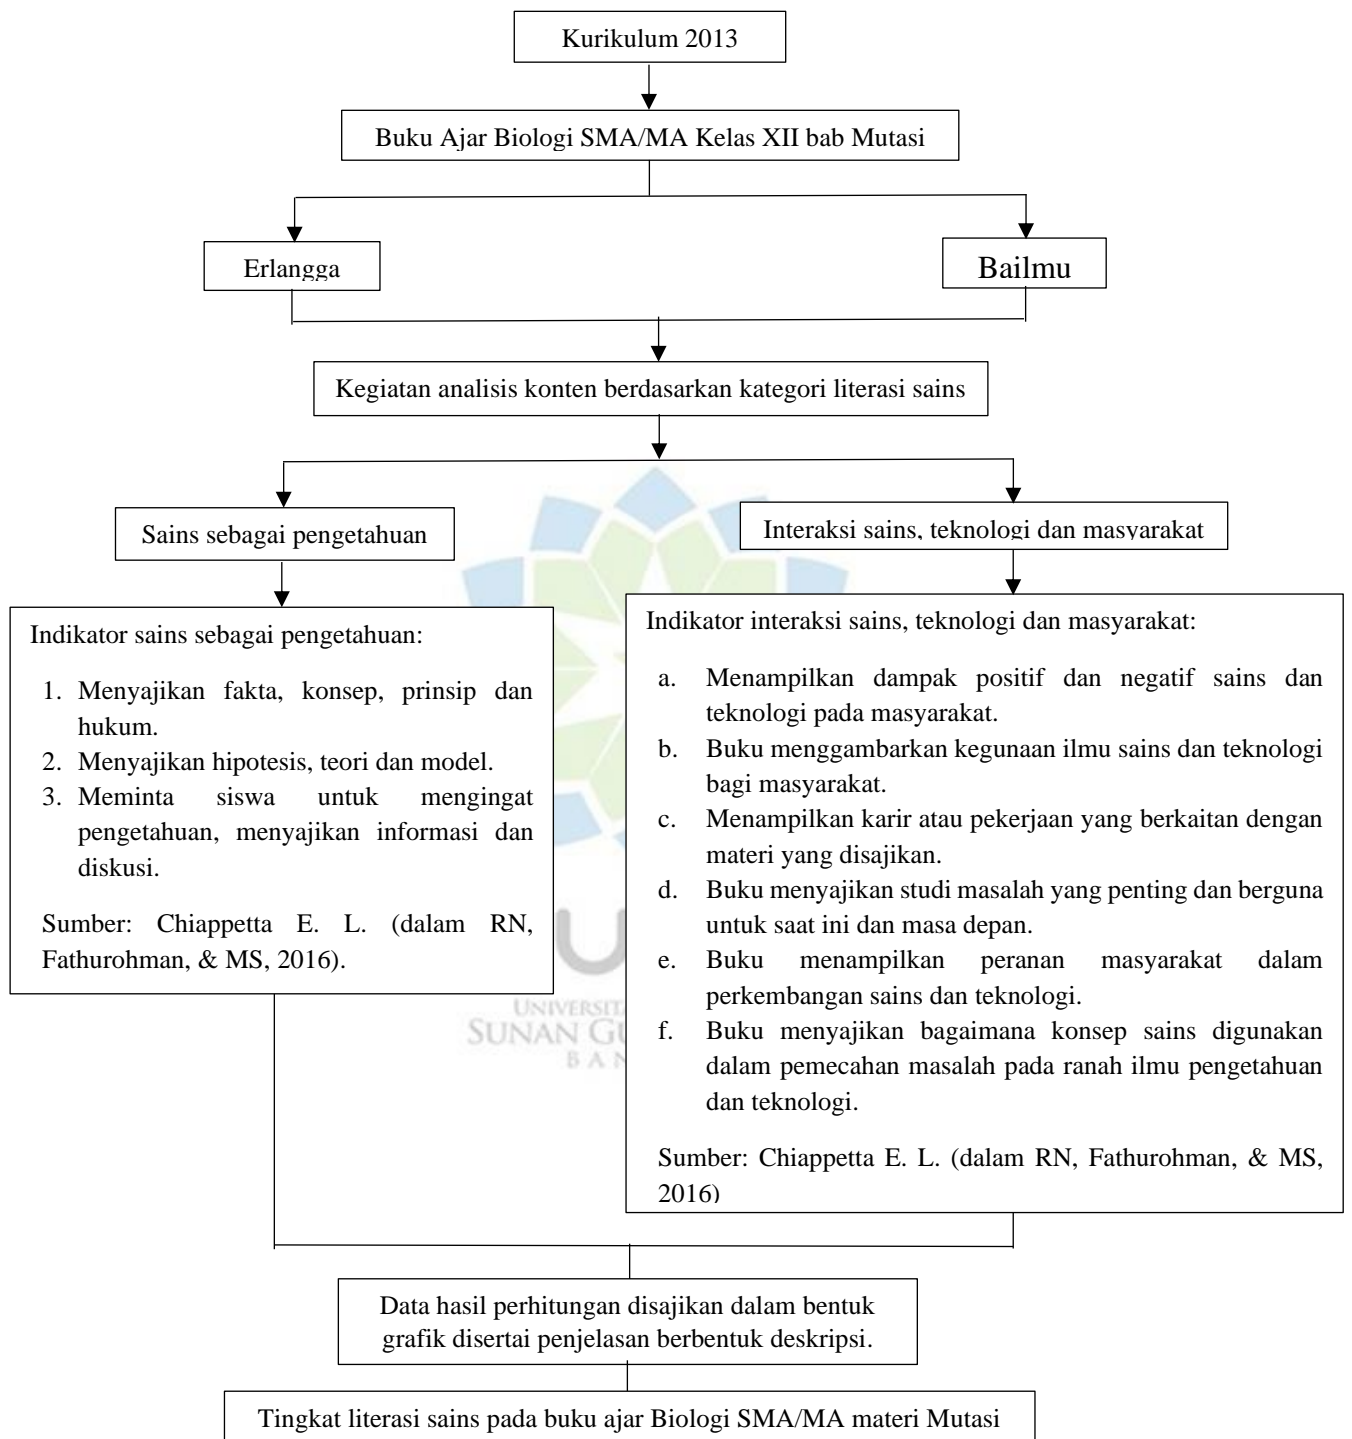 Kurikulum 2013
Buku Ajar Biologi SMA/MA Kelas XII bab Mutasi
Erlangga
Bailmu
Kegiatan analisis konten berdasarkan kategori literasi sains
Sains sebagai pengetahuan
Interaksi sains, teknologi dan masyarakat
Indikator sains sebagai pengetahuan:
1. Menyajikan fakta, konsep, prinsip dan
hukum.
2. Menyajikan hipotesis, teori dan model.
3. Meminta siswa untuk mengingat
pengetahuan, menyajikan informasi dan
diskusi.
Sumber: Chiappetta E. L. (dalam RN,
Fathurohman, & MS, 2016).
Indikator interaksi sains, teknologi dan masyarakat:
a. Menampilkan dampak positif dan negatif sains dan
teknologi pada masyarakat.
b. Buku menggambarkan kegunaan ilmu sains dan teknologi
bagi masyarakat.
c. Menampilkan karir atau pekerjaan yang berkaitan dengan
materi yang disajikan.
d. Buku menyajikan studi masalah yang penting dan berguna
untuk saat ini dan masa depan.
e. Buku menampilkan peranan masyarakat dalam
perkembangan sains dan teknologi.
f. Buku menyajikan bagaimana konsep sains digunakan
dalam pemecahan masalah pada ranah ilmu pengetahuan
dan teknologi.
Sumber: Chiappetta E. L. (dalam RN, Fathurohman, & MS,
2016)
SUNAN
Data hasil perhitungan disajikan dalam bentuk
grafik disertai penjelasan berbentuk deskripsi.
Tingkat literasi sains pada buku ajar Biologi SMA/MA materi Mutasi